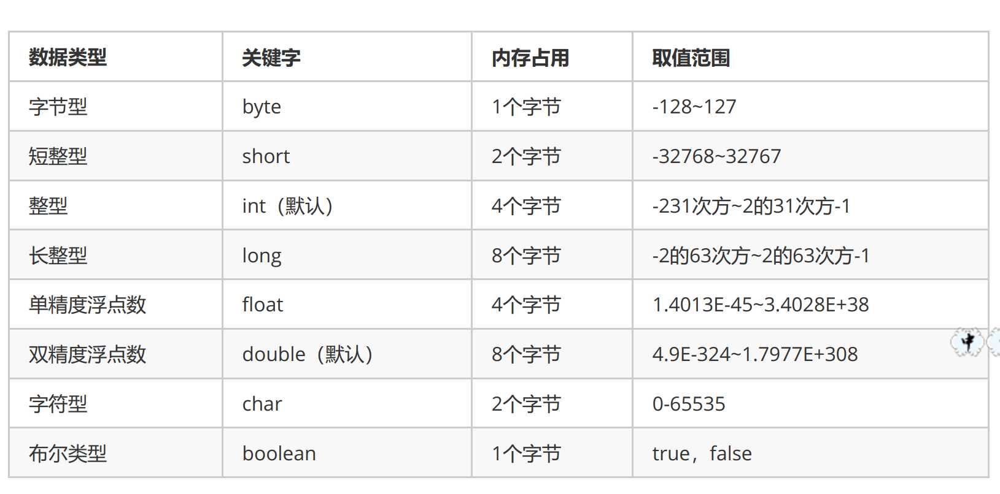 数据类型 关键字 内存占用 取值范围
字节型 byte 1个字节 -128~127
短整型 short 2个字节 -32768~32767
整型 int（默认） 4个字节 -231次方~2的31次方-1
长整型 long 8个字节 -2的63次方~2的63次方-1
单精度浮点数 float 4个字节 1.4013E-45~3.4028E+38
双精度浮点数 double（默认） 8个字节 4.9E-324~1.7977E+308
中
字符型 char 2个字节 0-65535
布尔类型 boolean 1个字节 true，false